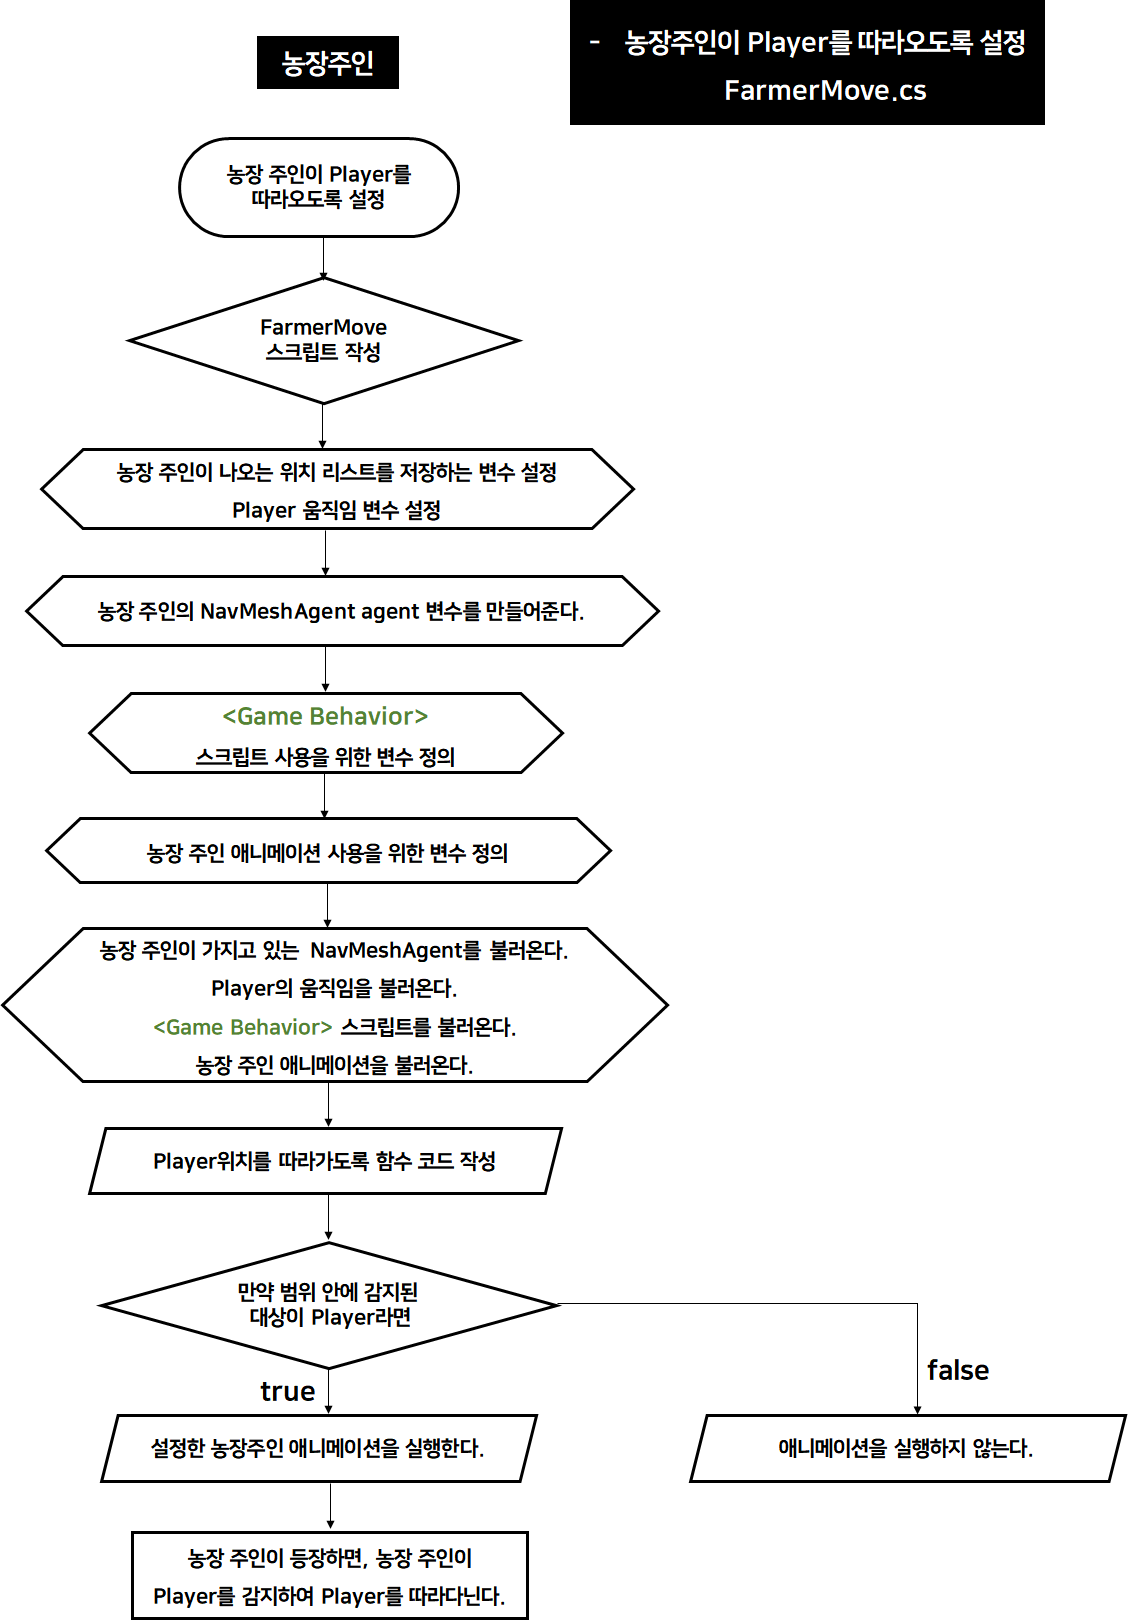 농장주인
- 농장주인이 Player를 따라오도록 설정
FarmerMove.cs
농장 주인이 Player를
따라오도록 설정
FarmerMove
스크립트 작성
농장 주인이 나오는 위치 리스트를 저장하는 변수 설정
Player 움직임 변수 설정
농장 주인의 NavMeshAgent agent 변수를 만들어준다.
<Game Behavior>
스크립트 사용을 위한 변수 정의
농장 주인 애니메이션 사용을 위한 변수 정의
농장 주인이 가지고 있는 NavMeshAgent를 불러온다.
Player의 움직임을 불러온다.
<Game Behavior> 스크립트를 불러온다.
농장 주인 애니메이션을 불러온다.
Player위치를 따라가도록 함수 코드 작성
만약 범위 안에 감지된
대상이 Player라면
true
false
설정한 농장주인 애니메이션을 실행한다.
애니메이션을 실행하지 않는다.
농장 주인이 등장하면, 농장 주인이
Player를 감지하여 Player를 따라다닌다.